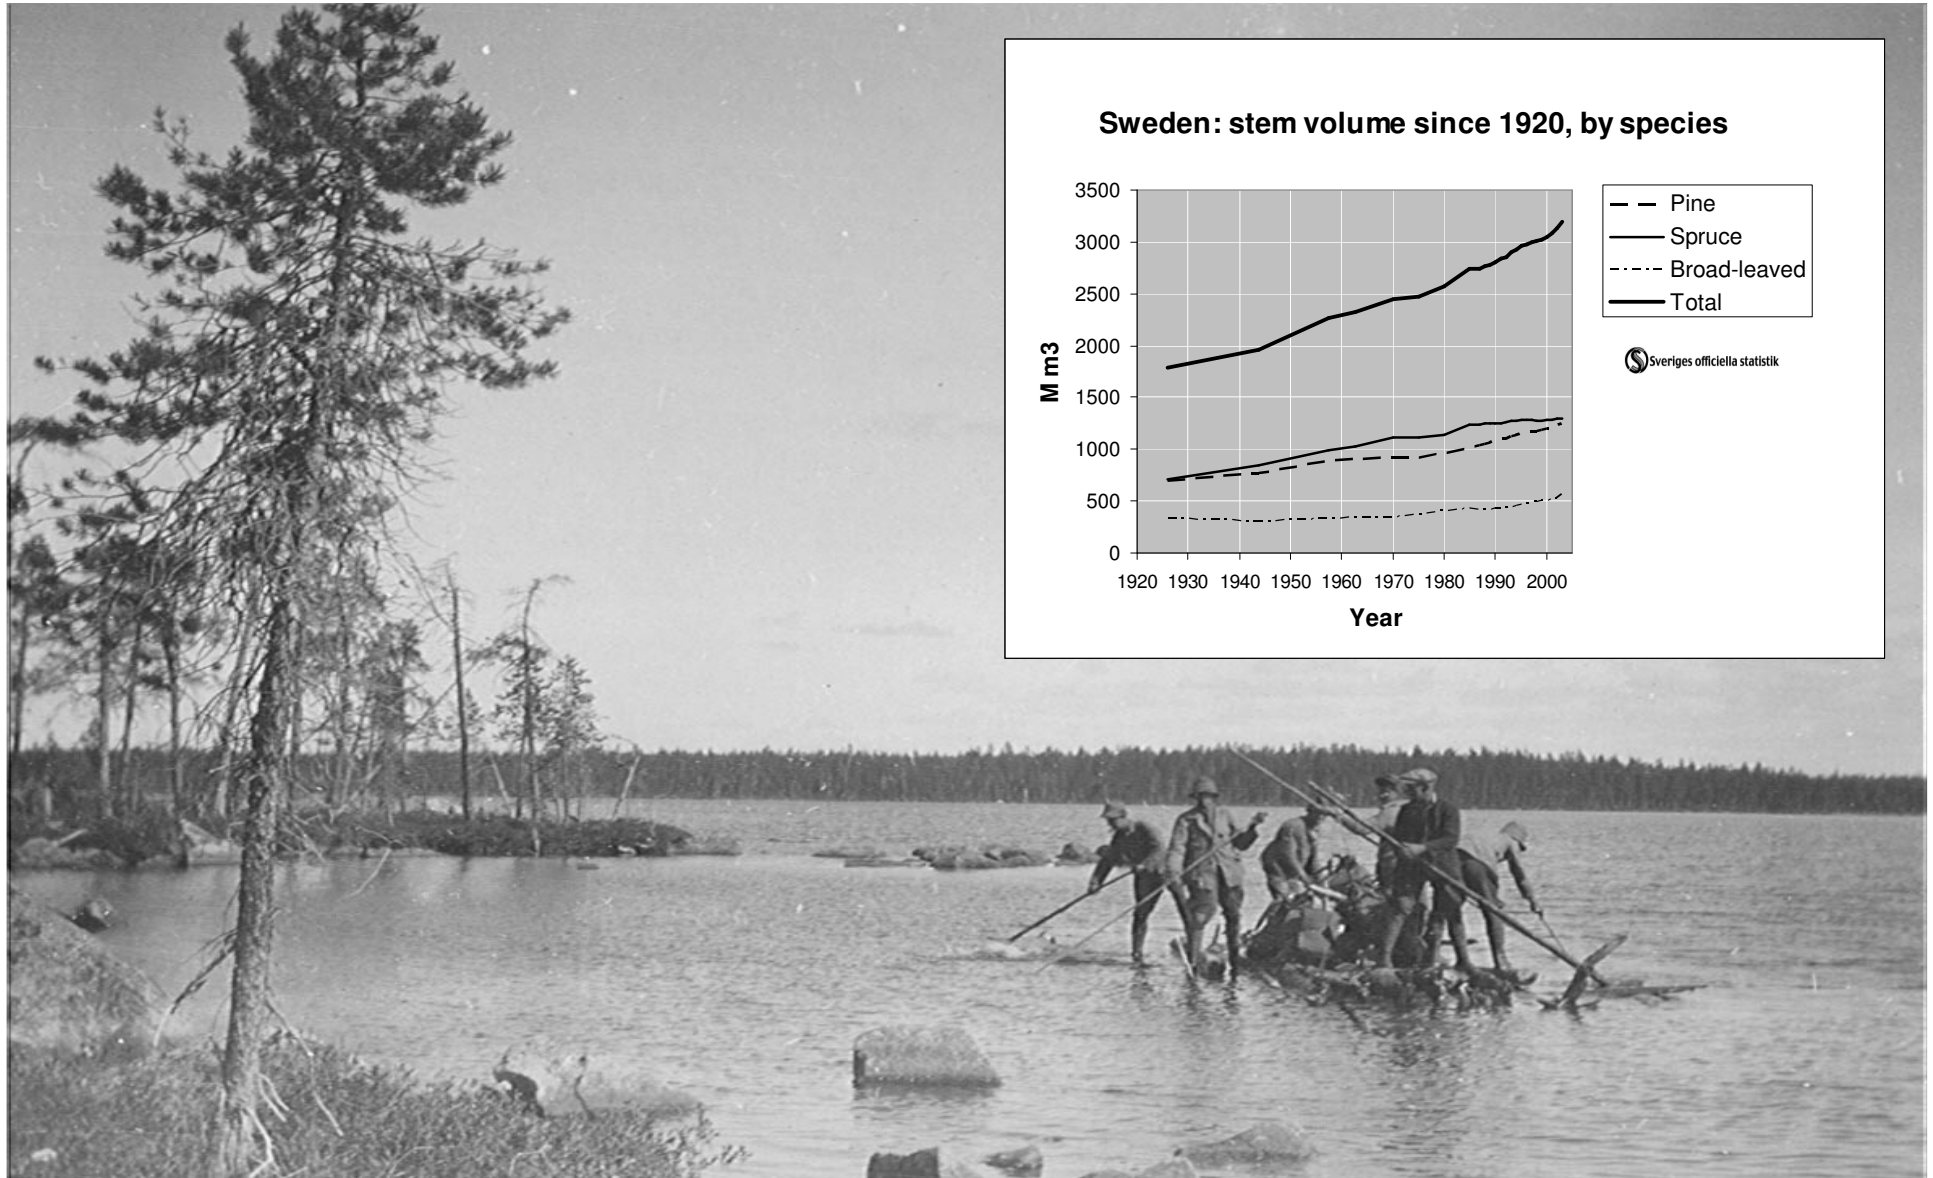 Sweden: stem volume since 1920, by species
3500
3000
2500
2000
1500
1000
500
0
M m3
1920 1930 1940 1950 1960 1970 1980 1990 2000
Year
Pine
Spruce
Broad-leaved
Total
S Sveriges officiella statistik